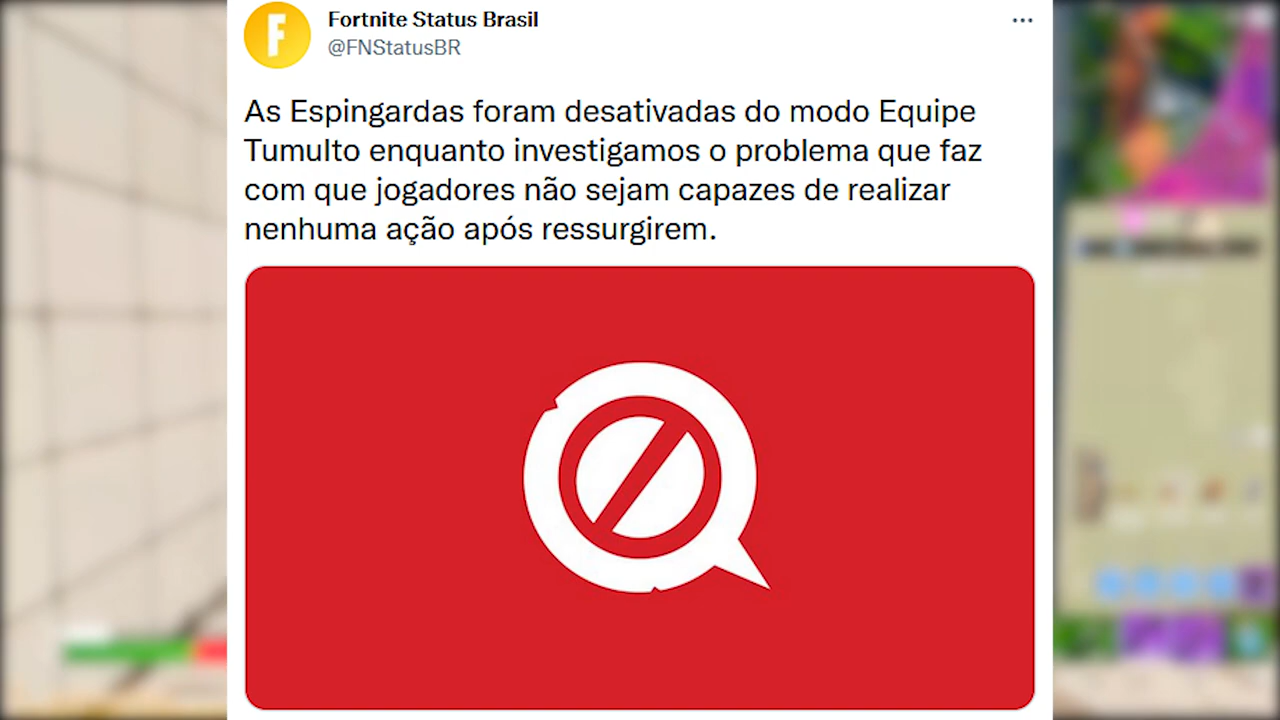 Fortnite Status Brasil
@FNStatusBR
As Espingardas foram desativadas do modo Equipe
Tumulto enquanto investigamos o problema que faz
com que jogadores não sejam capazes de realizar
nenhuma ação após ressurgirem.